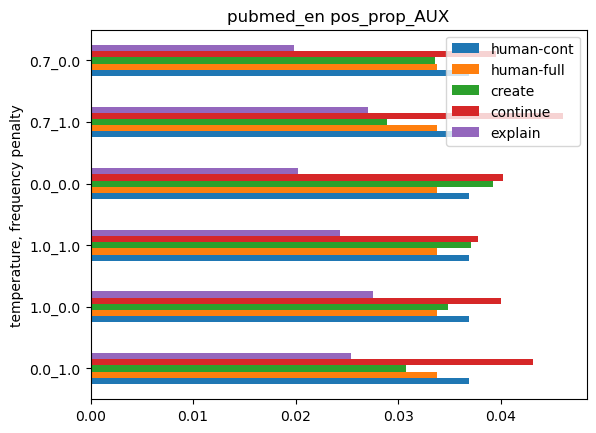 pubmed_en pos_prop_AUX
temperature, frequency penalty
0.7_0.0
0.7_1.0
0.0_0.0
1.0_1.0
1.0_0.0
0.0_1.0
human-cont
human-full
create
continue
explain
0.00 0.01 0.02 0.03 0.04